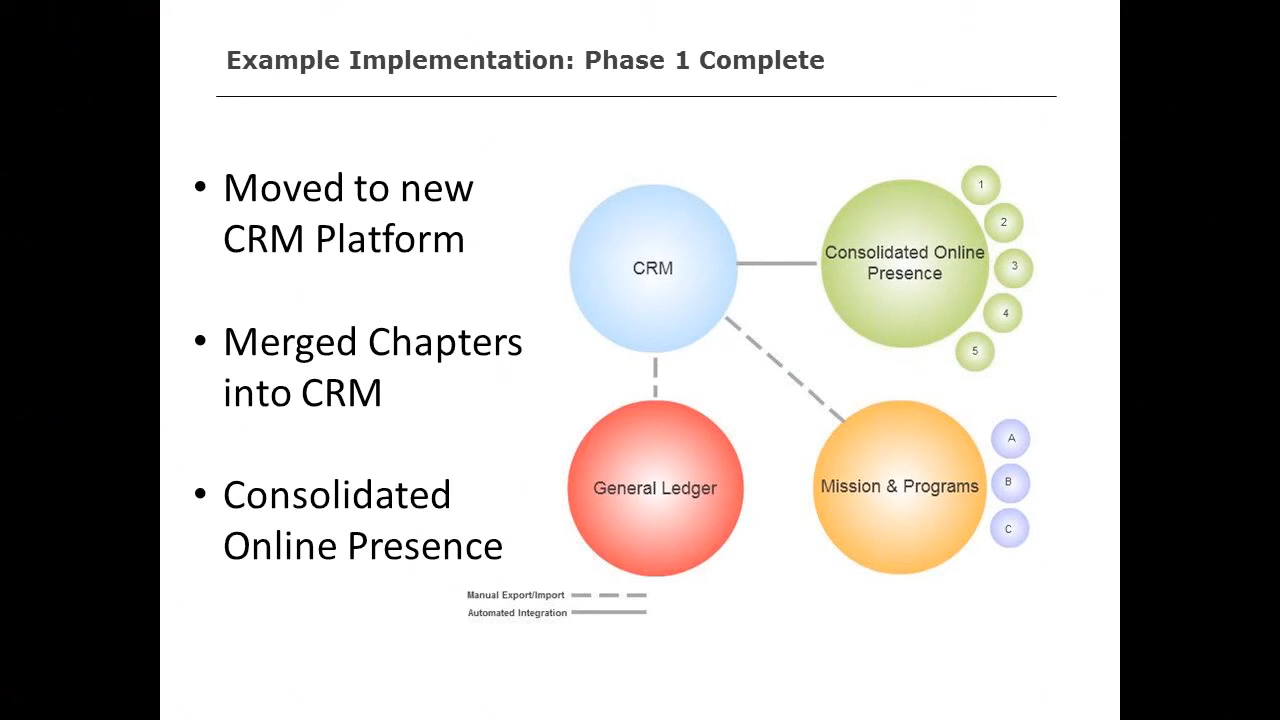 Example Implementation: Phase 1 Complete
• Moved to new
CRM Platform
• Merged Chapters
into CRM
• Consolidated
Online Presence
CRM
Consolidated Online
Presence
1
2
3
4
5
General Ledger
Mission & Programs
A
B
C
Manual Export/Import
Automated Integration